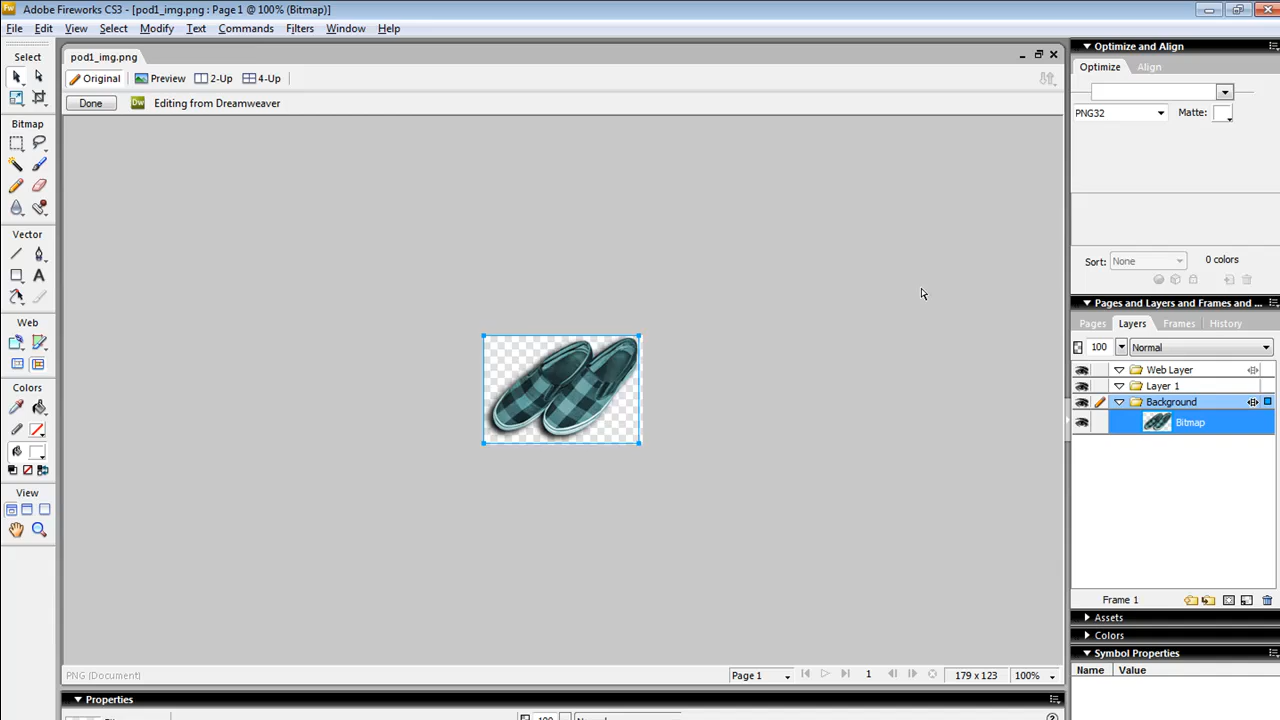 Fw Adobe Fireworks CS3 - [pod1_img.png : Page 1 @ 100% (Bitmap)]
File Edit View Select Modify Text Commands Filters Window Help
Select
pod1_img.png
Original Preview 2-Up 4-Up
Done Dw Editing from Dreamweaver
Bitmap
Vector
A
Web
Colors
View
PNG (Document)
Page 1
1
179 x 123
100%
Properties
100
Optimize and Align
Optimize Align
PNG32
Matte:
Sort: None 0 colors
Pages and Layers and Frames and ...
Pages Layers Frames History
100 Normal
Web Layer
Layer 1
Background
Bitmap
Frame 1
Assets
Colors
Symbol Properties
Name Value